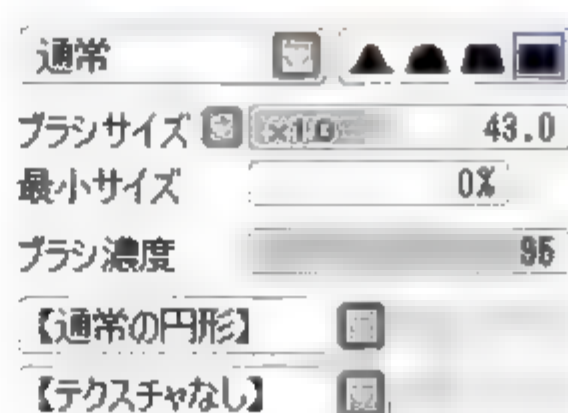 通常
ブラシサイズ ×10 43.0
最小サイズ 0%
ブラシ濃度 95
【通常の円形】
【テクスチャなし】